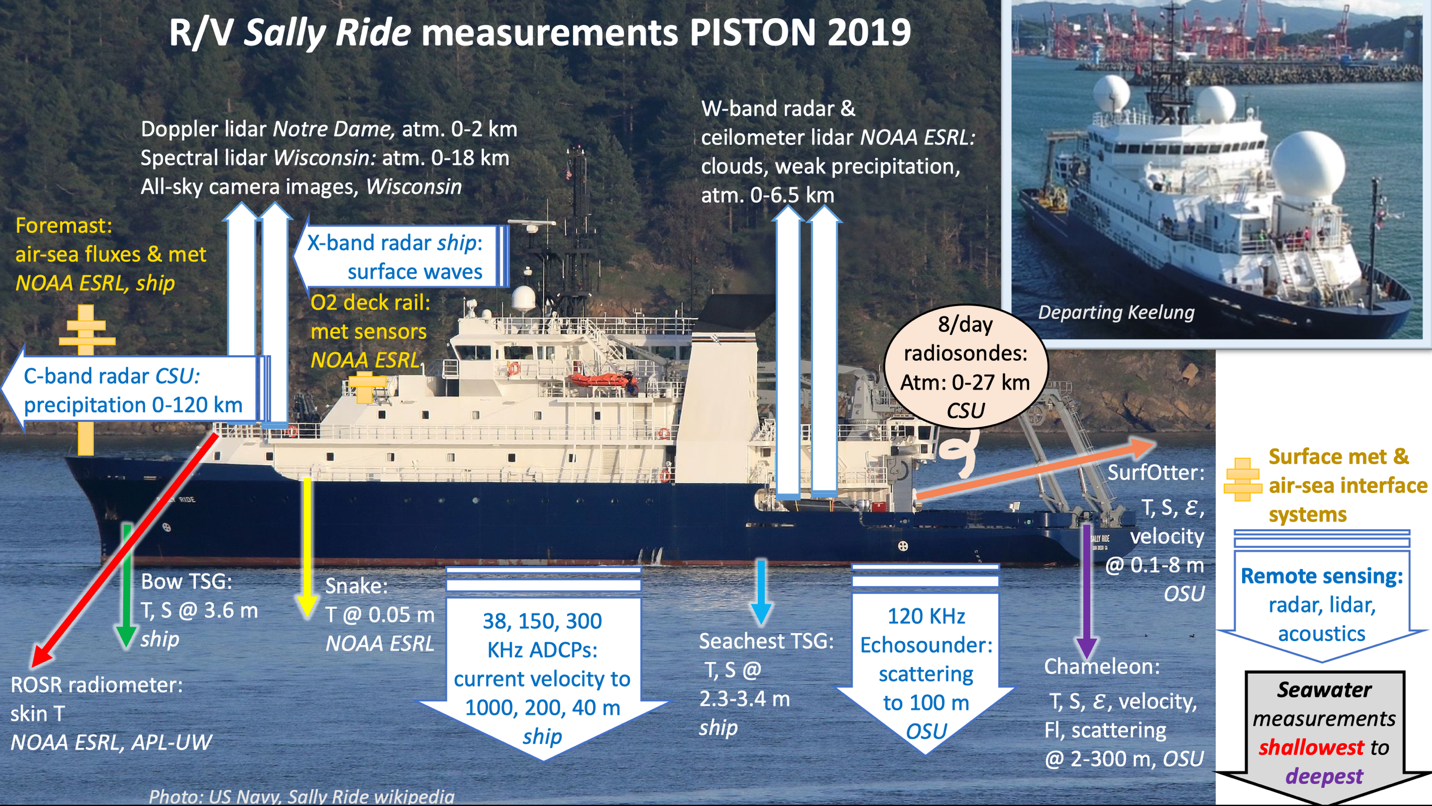 R/V Sally Ride measurements PISTON 2019
Doppler lidar Notre Dame, atm. 0-2 km
Spectral lidar Wisconsin: atm. 0-18 km
All-sky camera images, Wisconsin
W-band radar &
ceilometer lidar NOAA ESRL:
clouds, weak precipitation,
atm. 0-6.5 km
Departing Keelung
Foremast:
air-sea fluxes & met
NOAA ESRL, ship
X-band radar ship:
surface waves
O2 deck rail:
met sensors
NOAA ESRL
C-band radar CSU:
precipitation 0-120 km
8/day
radiosondes:
Atm: 0-27 km
CSU
SurfOtter:
T, S, ℰ,
velocity
@ 0.1-8 m
OSU
Surface met &
air-sea interface
systems
Remote sensing:
radar, lidar,
acoustics
Seawater
measurements
shallowest to
deepest
RIDE
SALLY RIDE
Bow TSG:
T, S @ 3.6 m
ship
Snake:
T @ 0.05 m
NOAA ESRL
38, 150, 300
KHz ADCPs:
current velocity to
1000, 200, 40 m
ship
Seachest TSG:
T, S @
2.3-3.4 m
ship
120 KHz
Echosounder:
scattering
to 100 m
OSU
Chameleon:
T, S, ℰ, velocity,
Fl, scattering
@ 2-300 m, OSU
ROSR radiometer:
skin T
NOAA ESRL, APL-UW
Photo: US Navy, Sally Ride wikipedia